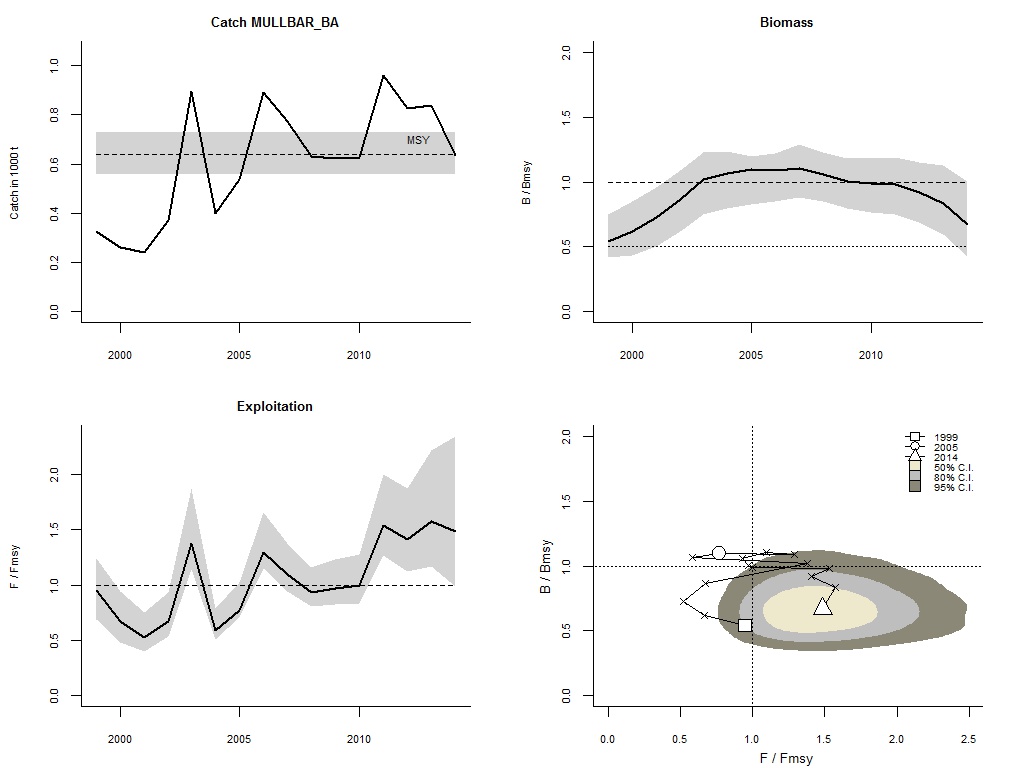 Catch MULLBAR_BA
Catch in 1000 t
1.0
0.8
0.6
0.4
0.2
0.0
MSY
2000 2005 2010
Biomass
B / Bmsy
2.0
1.5
1.0
0.5
0.0
2000 2005 2010
Exploitation
F / Fmsy
2.0
1.5
1.0
0.5
0.0
2000 2005 2010
B / Bmsy
2.0
1.5
1.0
0.5
0.0
1999
2005
2014
50% C.I.
80% C.I.
95% C.I.
0.0 0.5 1.0 1.5 2.0 2.5
F / Fmsy